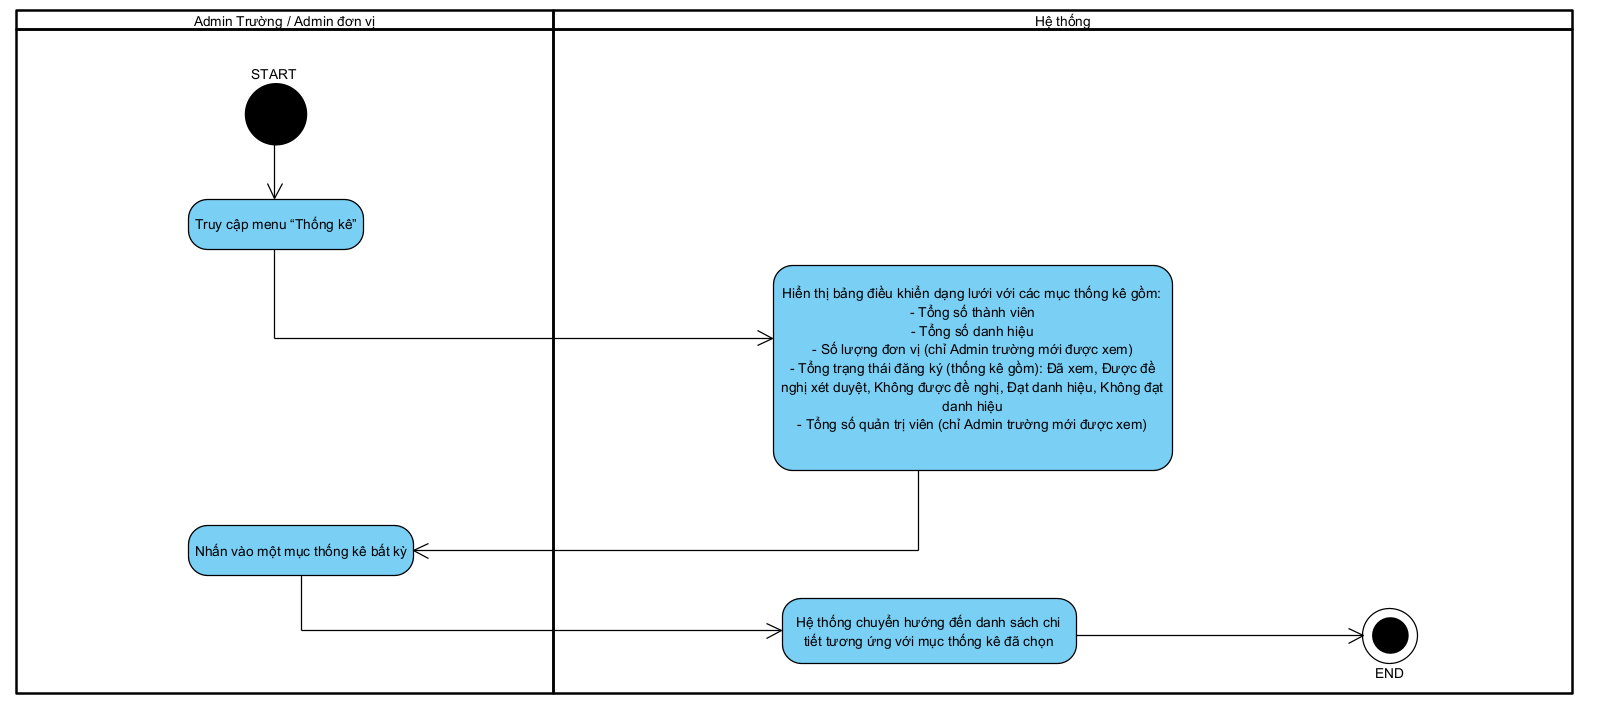 Admin Trường / Admin đơn vị
Hệ thống
START
Truy cập menu “Thống kê”
Hiển thị bảng điều khiển dạng lưới với các mục thống kê gồm:
- Tổng số thành viên
- Tổng số danh hiệu
- Số lượng đơn vị (chỉ Admin trường mới được xem)
- Tổng trạng thái đăng ký (thống kê gồm): Đã xem, Được đề
nghị xét duyệt, Không được đề nghị, Đạt danh hiệu, Không đạt
danh hiệu
- Tổng số quản trị viên (chỉ Admin trường mới được xem)
Nhấn vào một mục thống kê bất kỳ
Hệ thống chuyển hướng đến danh sách chi
tiết tương ứng với mục thống kê đã chọn
END